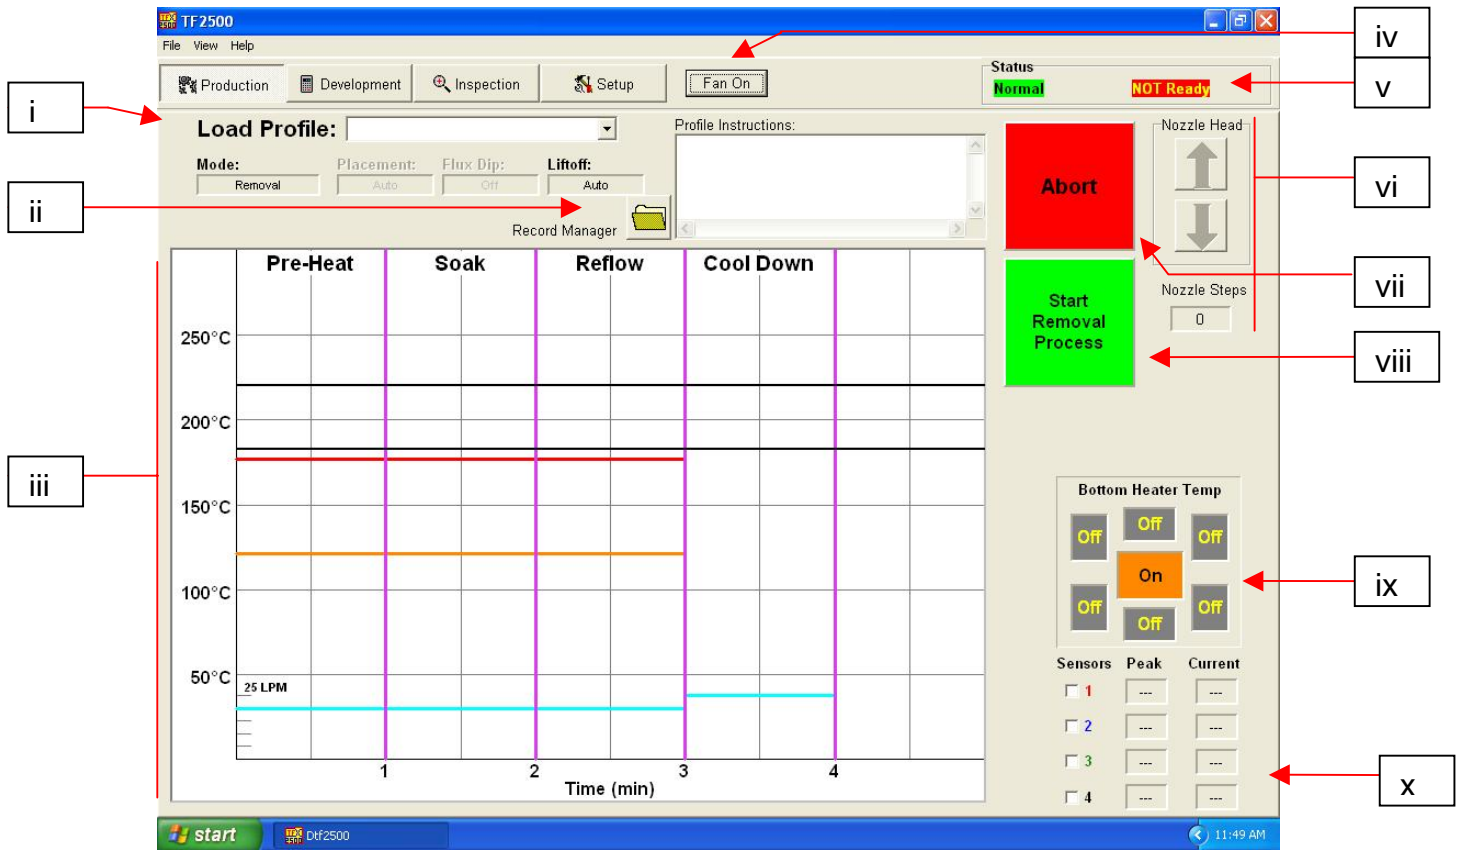 TF2500
File View Help
Production Development Inspection Setup Fan On
Status
Normal NOT Ready
Load Profile:
Mode: Placement: Flux Dip: Liftoff:
Removal Auto Off Auto
Record Manager
Profile Instructions:
Abort
Nozzle Head
Start
Removal
Process
Nozzle Steps
0
Pre-Heat Soak Reflow Cool Down
250°C
200°C
150°C
100°C
50°C
25 LPM
1 2 3 4
Time (min)
Bottom Heater Temp
Off Off Off
On
Off Off Off
Sensors Peak Current
1 --- ---
2 --- ---
3 --- ---
4 --- ---
start Dtf2500 11:49 AM
i
ii
iii
iv
v
vi
vii
viii
ix
x